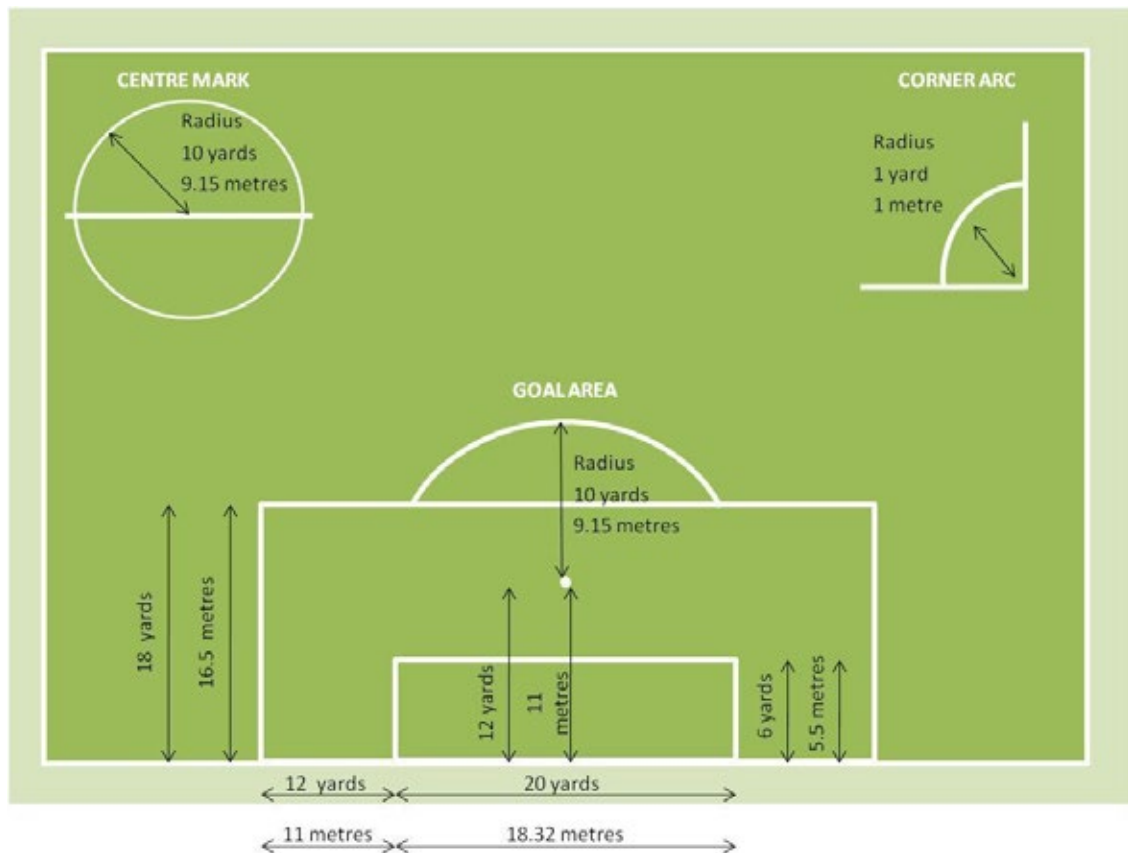 CENTRE MARK
Radius
10 yards
9.15 metres
CORNER ARC
Radius
1 yard
1 metre
GOAL AREA
Radius
10 yards
9.15 metres
18 yards
16.5 metres
12 yards
11
metres
6 yards
5.5 metres
12 yards
20 yards
11 metres
18.32 metres